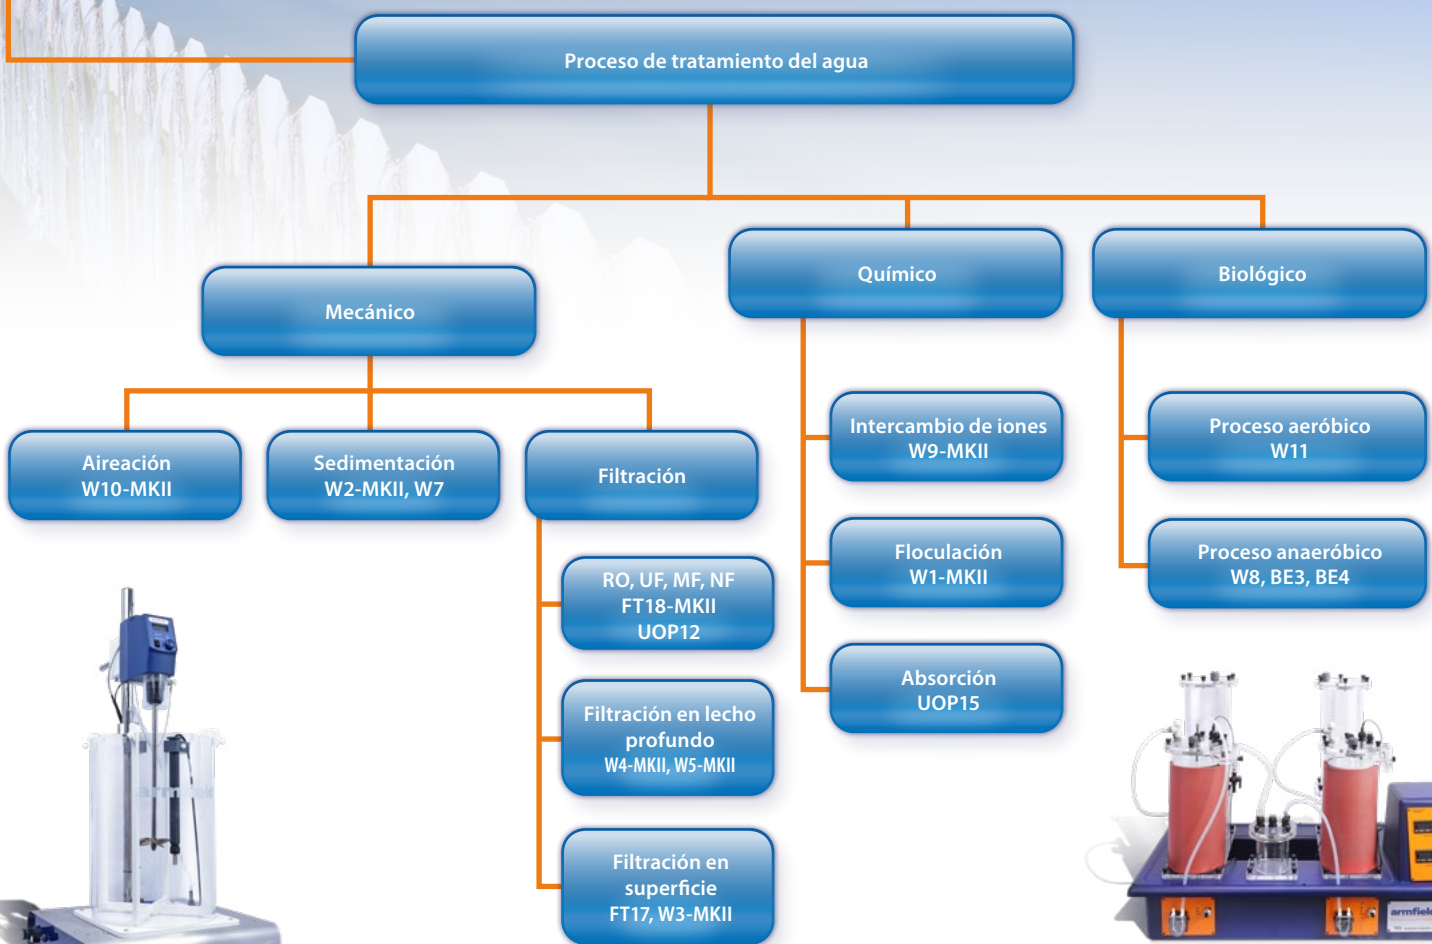 Proceso de tratamiento del agua
Mecánico
Químico
Biológico
Aireación
W10-MKII
Sedimentación
W2-MKII, W7
Filtración
RO, UF, MF, NF
FT18-MKII
UOP12
Filtración en lecho
profundo
W4-MKII, W5-MKII
Filtración en
superficie
FT17, W3-MKII
Intercambio de iones
W9-MKII
Floculación
W1-MKII
Absorción
UOP15
Proceso aeróbico
W11
Proceso anaeróbico
W8, BE3, BE4
armfield
armfield